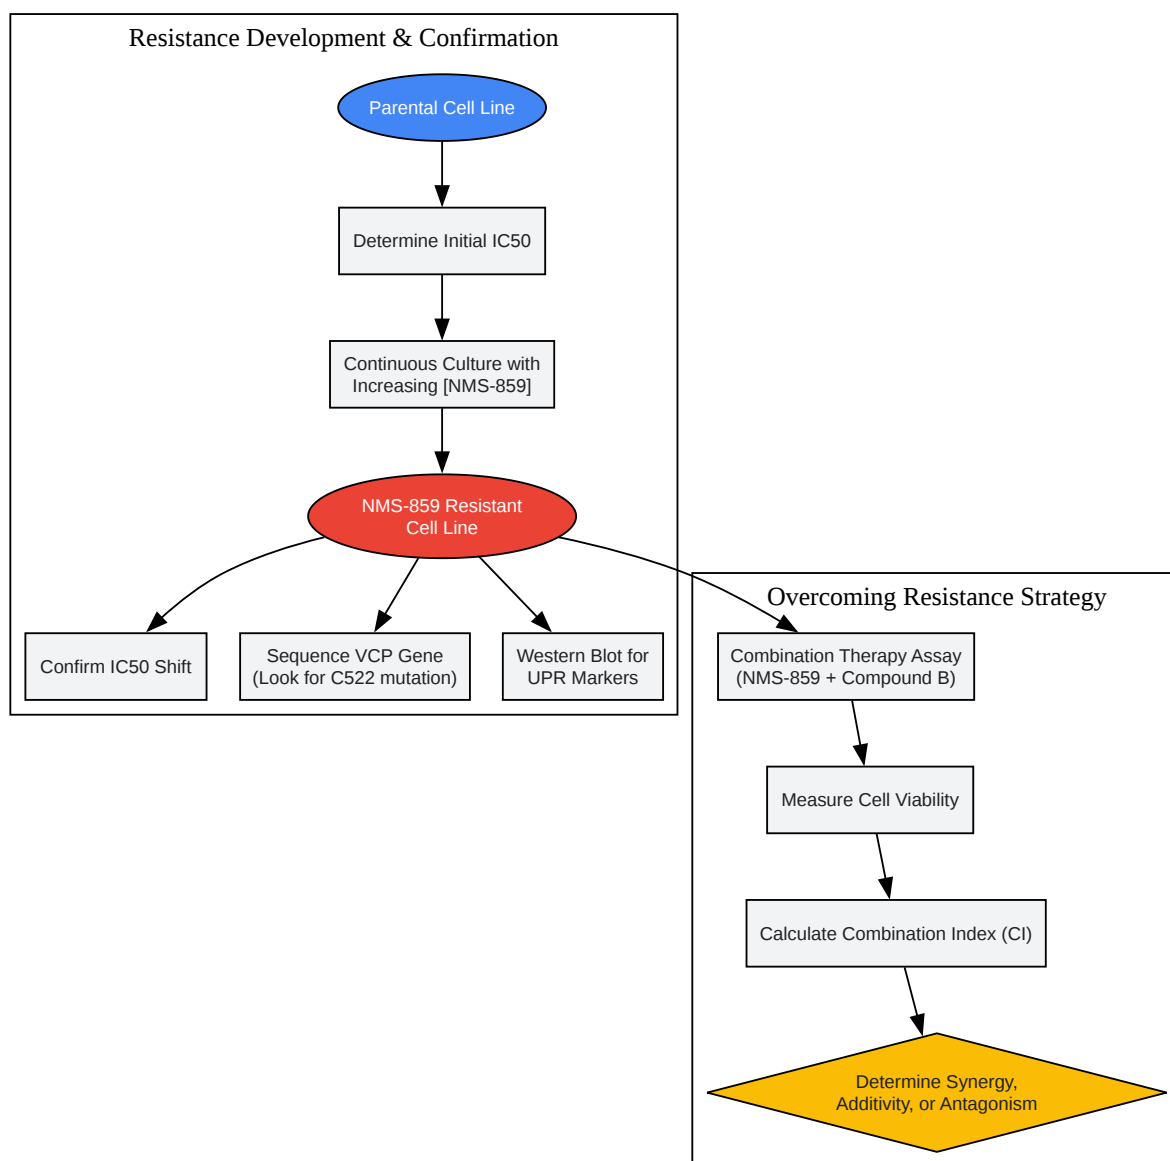 Resistance Development & Confirmation
Parental Cell Line
Determine Initial IC50
Continuous Culture with
Increasing [NMS-859]
NMS-859 Resistant
Cell Line
Confirm IC50 Shift
Sequence VCP Gene
(Look for C522 mutation)
Western Blot for
UPR Markers
Overcoming Resistance Strategy
Combination Therapy Assay
(NMS-859 + Compound B)
Measure Cell Viability
Calculate Combination Index (CI)
Determine Synergy,
Additivity, or Antagonism